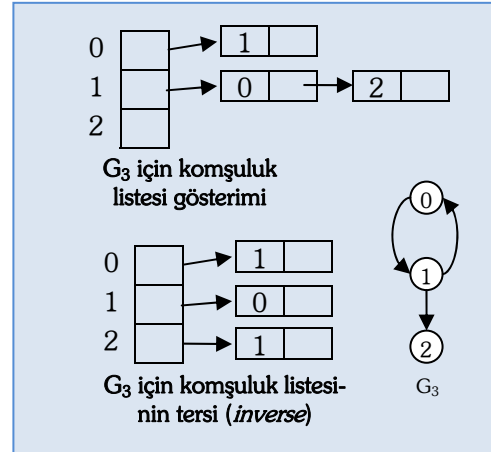 0 1
1 0 2
2
G₃ için komşuluk
listesi gösterimi
0 1
1 0
2 1
G₃ için komşuluk listesi-
nin tersi (inverse)
0
1
2
G₃